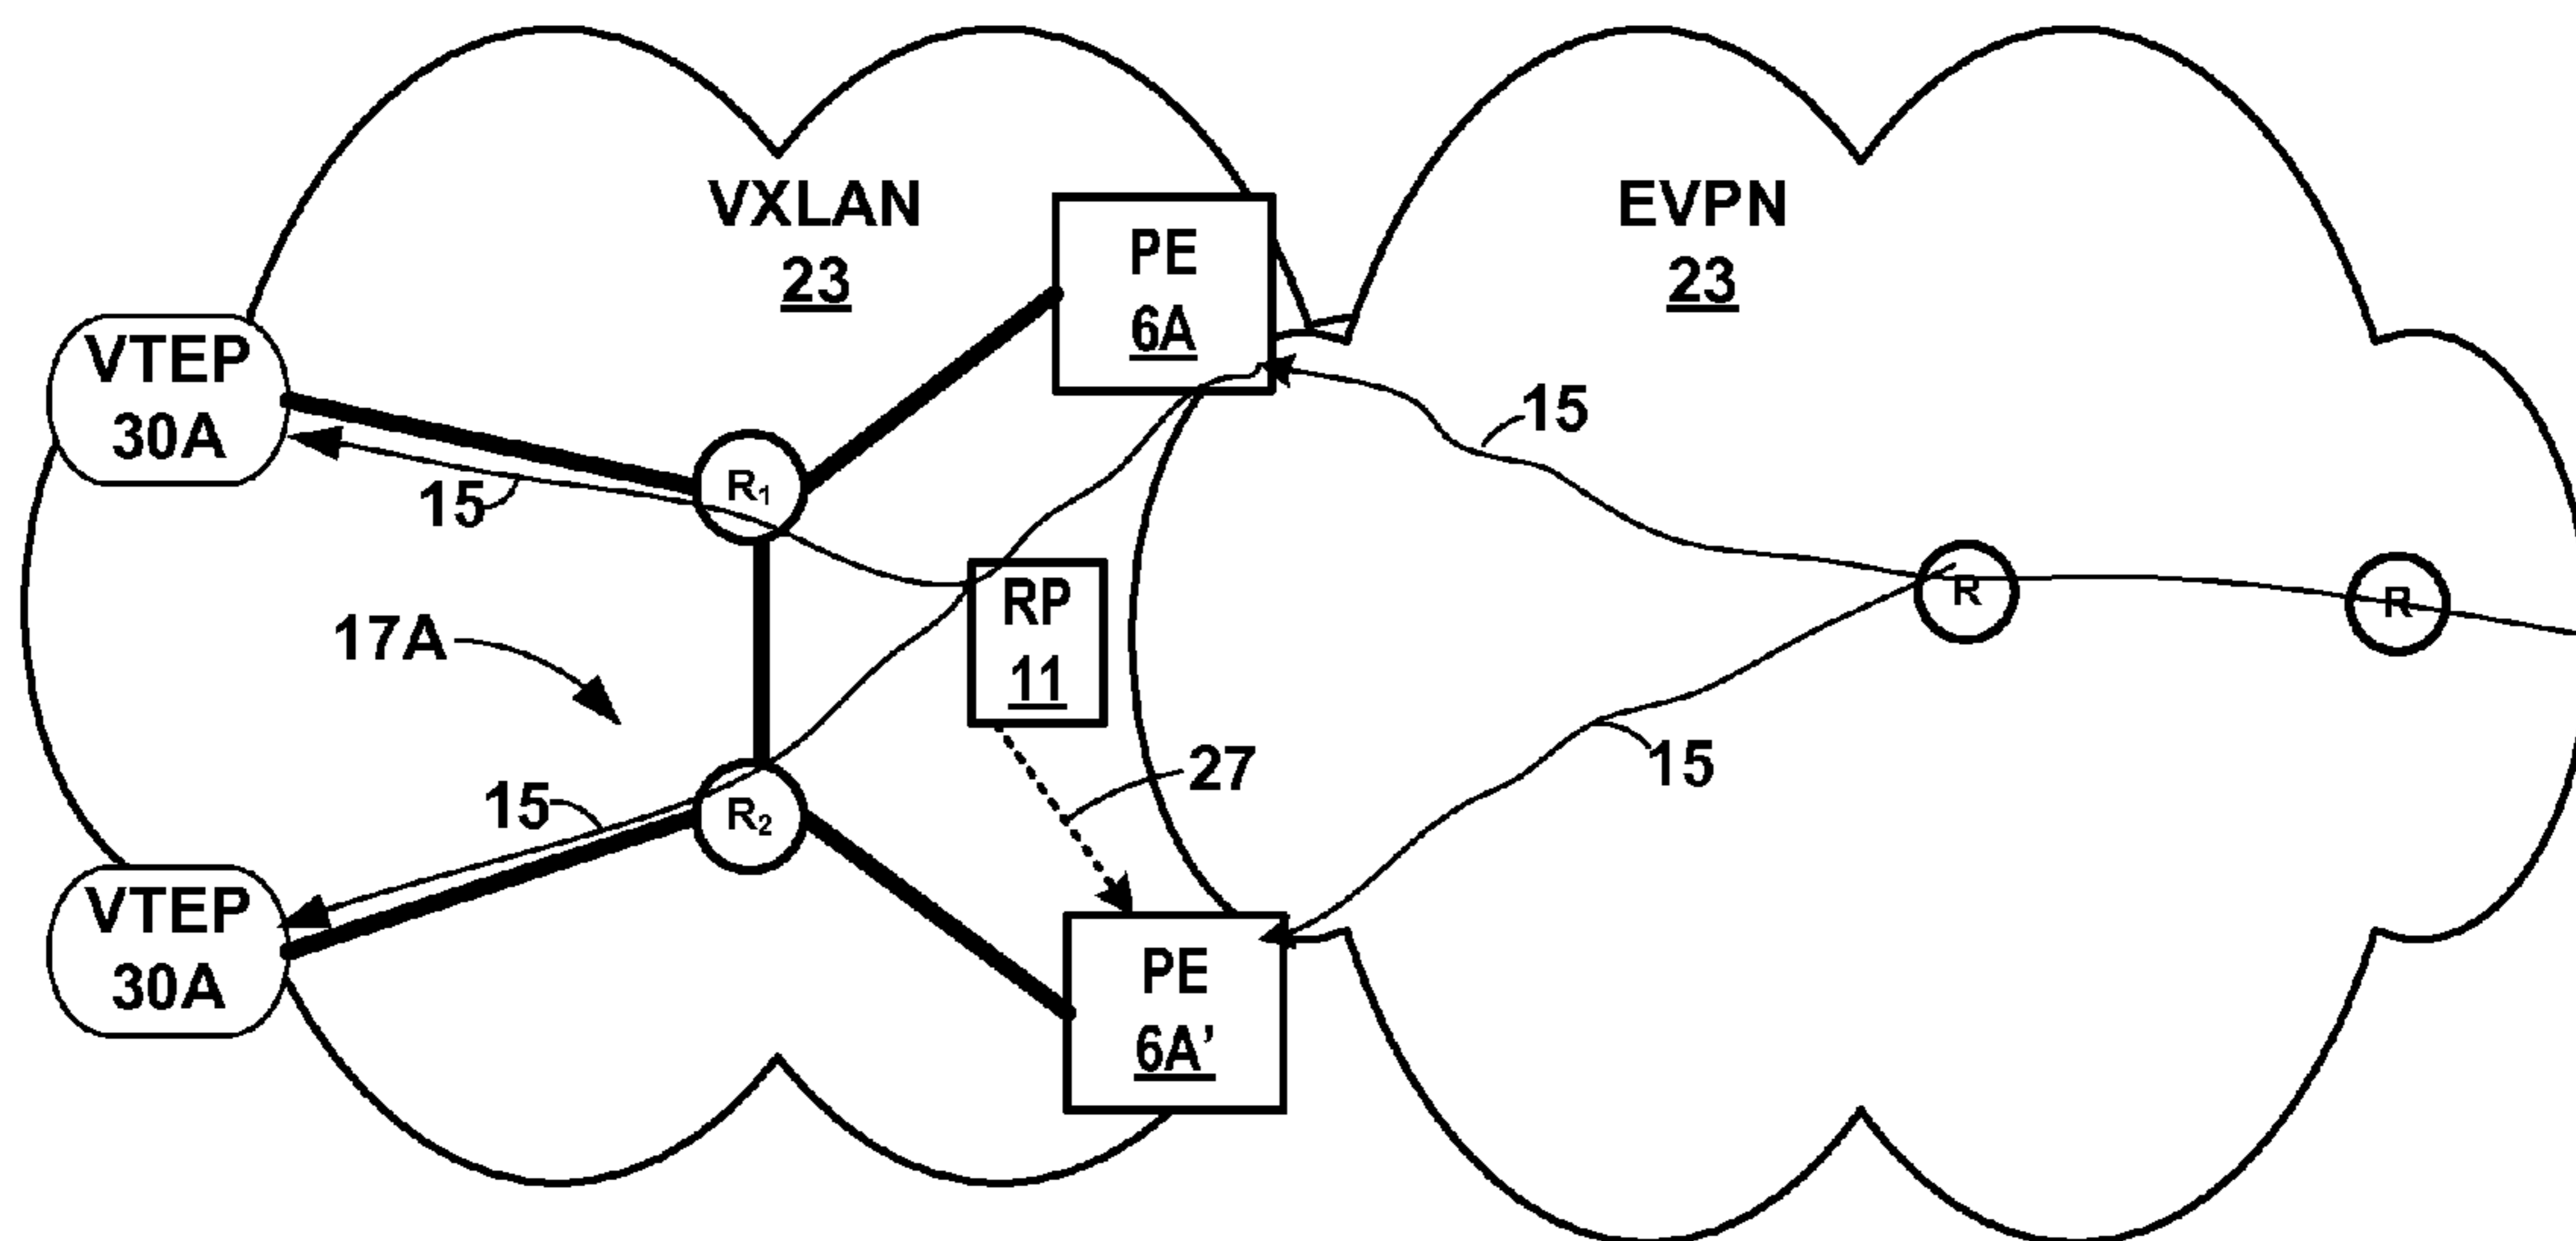 VXLAN
23
EVPN
23
PE
6A
VTEP
30A
15
15
R₁
RP
11
R
R
17A
27
15
15
R₂
VTEP
30A
PE
6A’